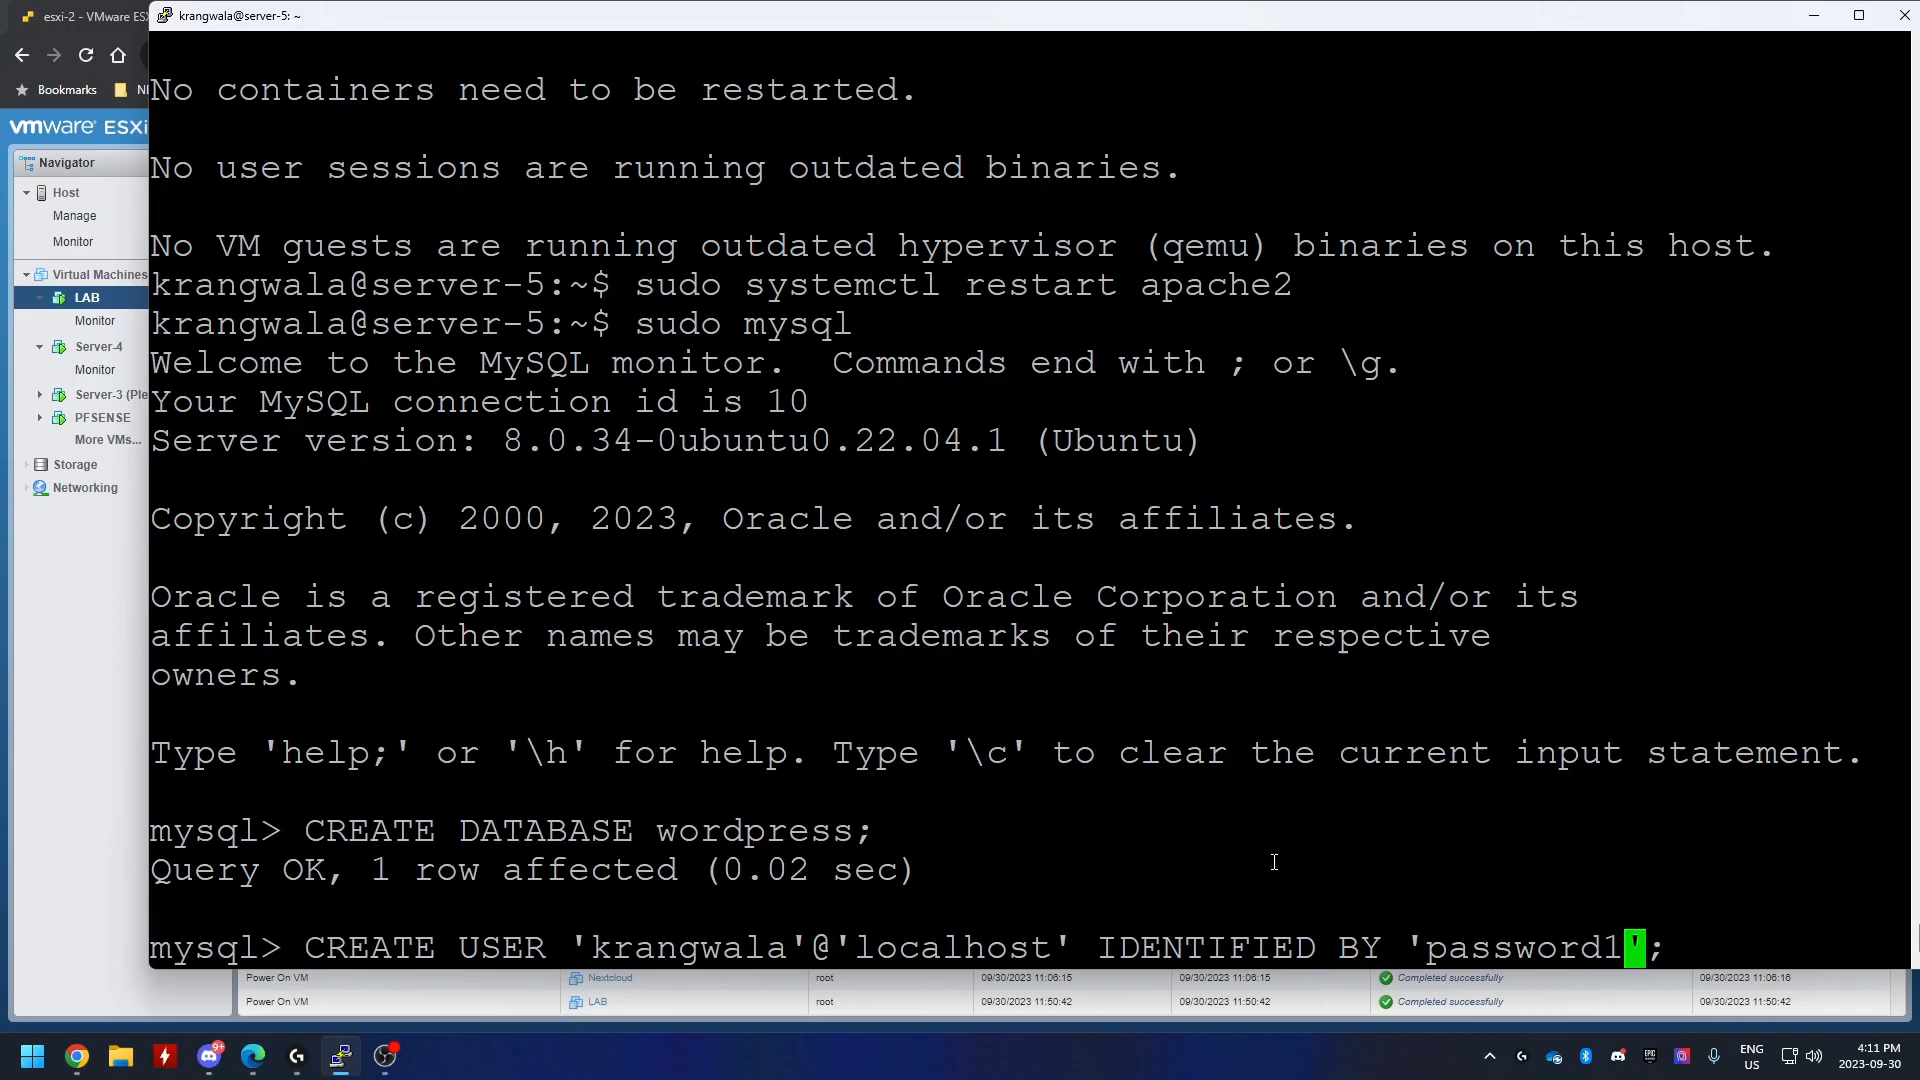 esxi-2 - VMware ESX
krangwala@server-5: ~
Bookmarks
vmware ESXi
Navigator
Host
Manage
Monitor
Virtual Machines
LAB
Monitor
Server-4
Monitor
Server-3 (Ple
PFSENSE
More VMs...
Storage
Networking
No containers need to be restarted.
No user sessions are running outdated binaries.
No VM guests are running outdated hypervisor (qemu) binaries on this host.
krangwala@server-5:~$ sudo systemctl restart apache2
krangwala@server-5:~$ sudo mysql
Welcome to the MySQL monitor.  Commands end with ; or \g.
Your MySQL connection id is 10
Server version: 8.0.34-0ubuntu0.22.04.1 (Ubuntu)
Copyright (c) 2000, 2023, Oracle and/or its affiliates.
Oracle is a registered trademark of Oracle Corporation and/or its
affiliates. Other names may be trademarks of their respective
owners.
Type 'help;' or '\h' for help. Type '\c' to clear the current input statement.
mysql> CREATE DATABASE wordpress;
Query OK, 1 row affected (0.02 sec)
mysql> CREATE USER 'krangwala'@'localhost' IDENTIFIED BY 'password1';
Power On VM Nextcloud root 09/30/2023 11:06:15 09/30/2023 11:06:15 Completed successfully 09/30/2023 11:06:16
Power On VM LAB root 09/30/2023 11:50:42 09/30/2023 11:50:42 Completed successfully 09/30/2023 11:50:42
ENG
US
4:11 PM
2023-09-30